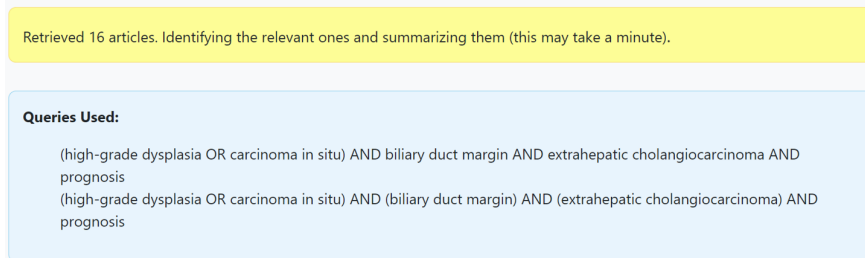 Retrieved 16 articles. Identifying the relevant ones and summarizing them (this may take a minute).
Queries Used:
(high-grade dysplasia OR carcinoma in situ) AND biliary duct margin AND extrahepatic cholangiocarcinoma AND
prognosis
(high-grade dysplasia OR carcinoma in situ) AND (biliary duct margin) AND (extrahepatic cholangiocarcinoma) AND
prognosis